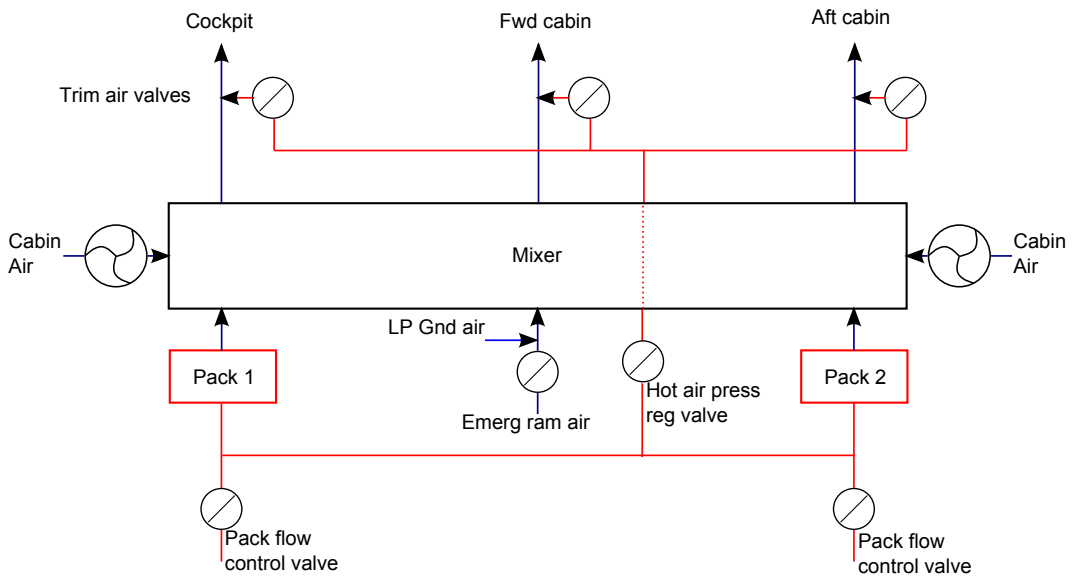 Cockpit
Fwd cabin
Aft cabin
Trim air valves
Cabin
Air
Mixer
Cabin
Air
LP Gnd air
Pack 1
Hot air press
reg valve
Pack 2
Emerg ram air
Pack flow
control valve
Pack flow
control valve